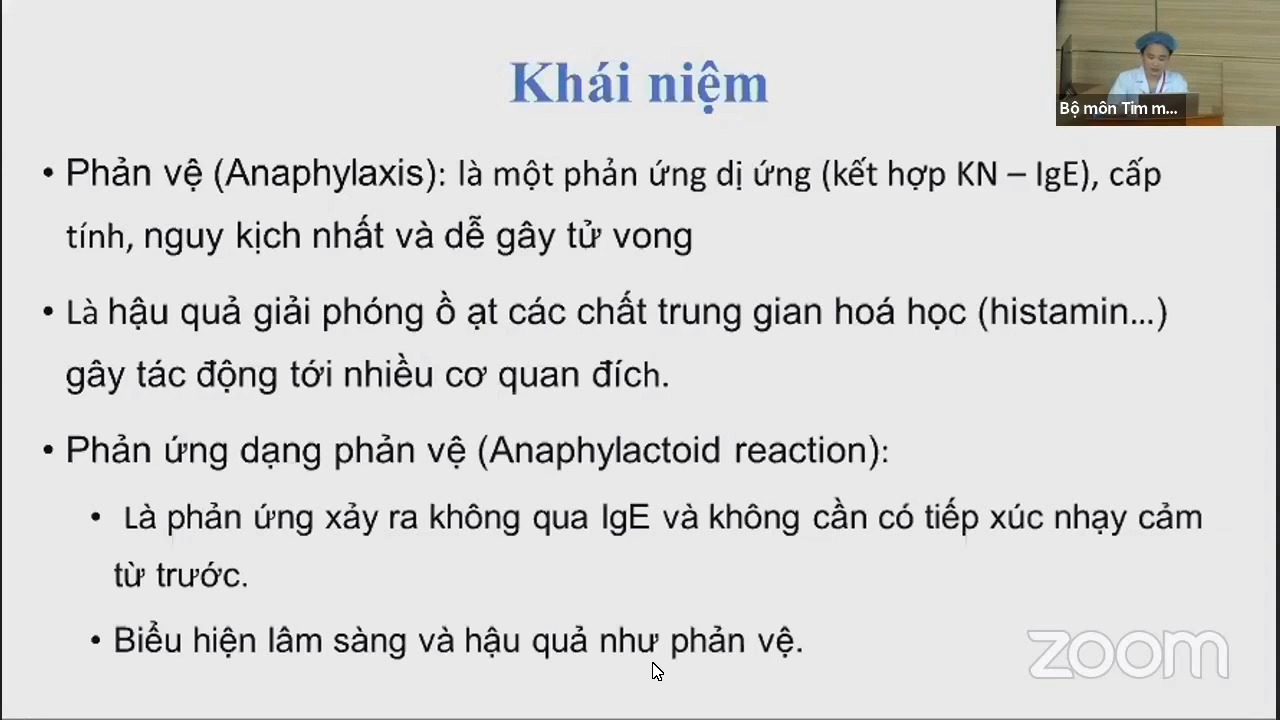 Khái niệm
Bộ môn Tim m...
• Phản vệ (Anaphylaxis): là một phản ứng dị ứng (kết hợp KN – IgE), cấp
tính, nguy kịch nhất và dễ gây tử vong
• Là hậu quả giải phóng ồ ạt các chất trung gian hoá học (histamin...)
gây tác động tới nhiều cơ quan đích.
• Phản ứng dạng phản vệ (Anaphylactoid reaction):
• Là phản ứng xảy ra không qua IgE và không cần có tiếp xúc nhạy cảm
từ trước.
• Biểu hiện lâm sàng và hậu quả như phản vệ.
zoom